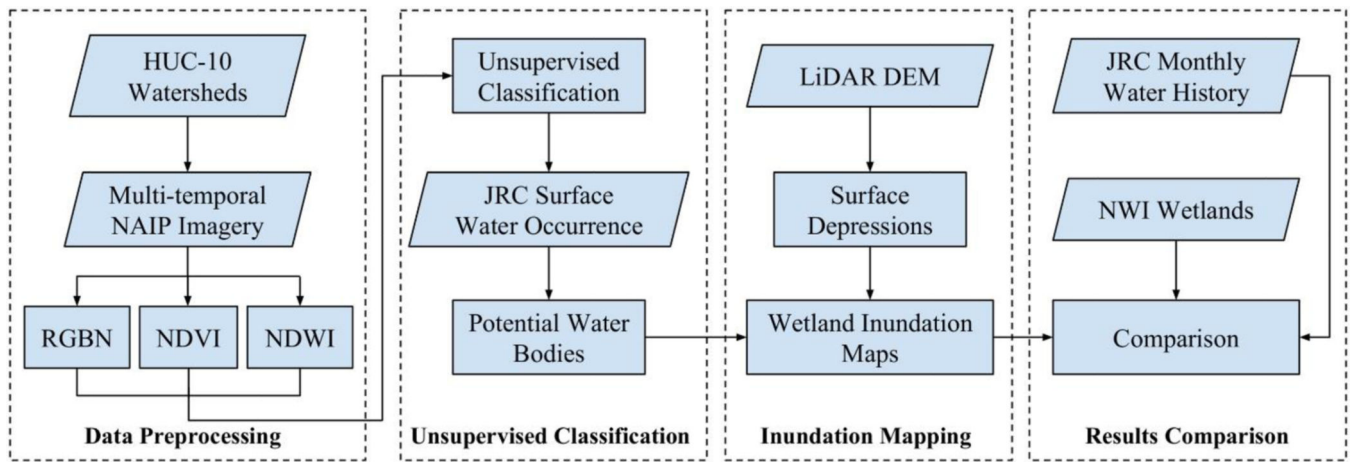 HUC-10
Watersheds
Multi-temporal
NAIP Imagery
RGBN
NDVI
NDWI
Data Preprocessing
Unsupervised
Classification
JRC Surface
Water Occurrence
Potential Water
Bodies
Unsupervised Classification
LiDAR DEM
Surface
Depressions
Wetland Inundation
Maps
Inundation Mapping
JRC Monthly
Water History
NWI Wetlands
Comparison
Results Comparison